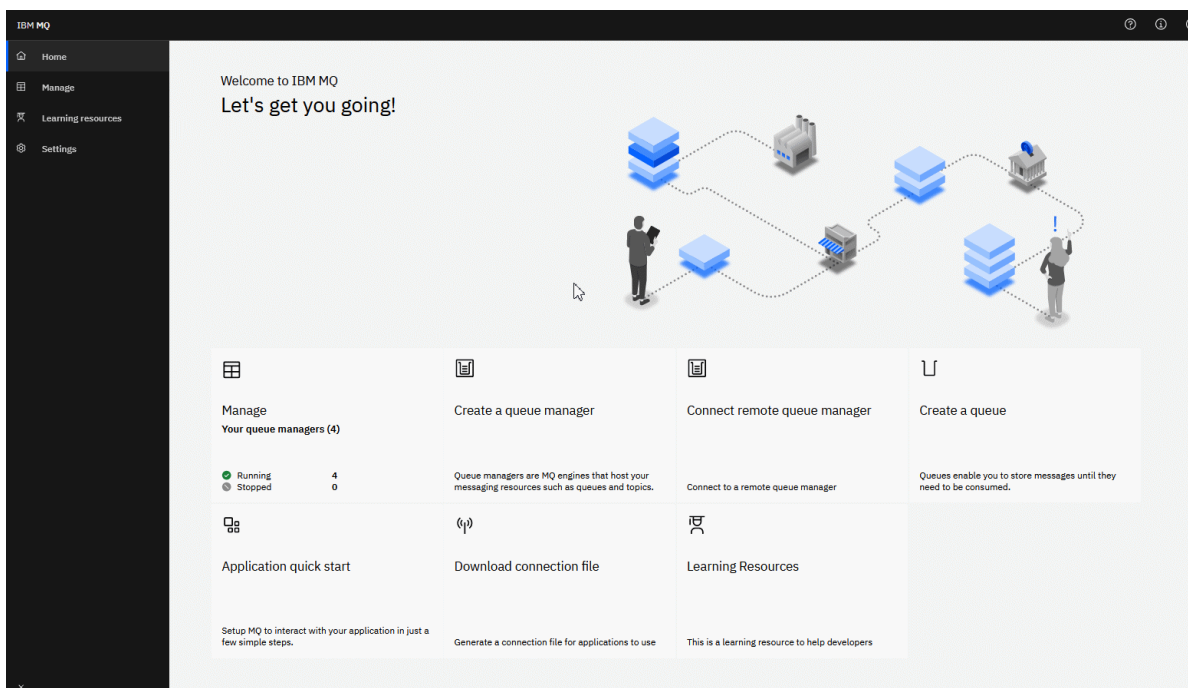 IBM MQ
Home
Manage
Learning resources
Settings
Welcome to IBM MQ
Let's get you going!
Manage
Your queue managers (4)
Running 4
Stopped 0
Create a queue manager
Queue managers are MQ engines that host your
messaging resources such as queues and topics.
Connect remote queue manager
Connect to a remote queue manager
Create a queue
Queues enable you to store messages until they
need to be consumed.
Application quick start
Setup MQ to interact with your application in just a
few simple steps.
Download connection file
Generate a connection file for applications to use
Learning Resources
This is a learning resource to help developers